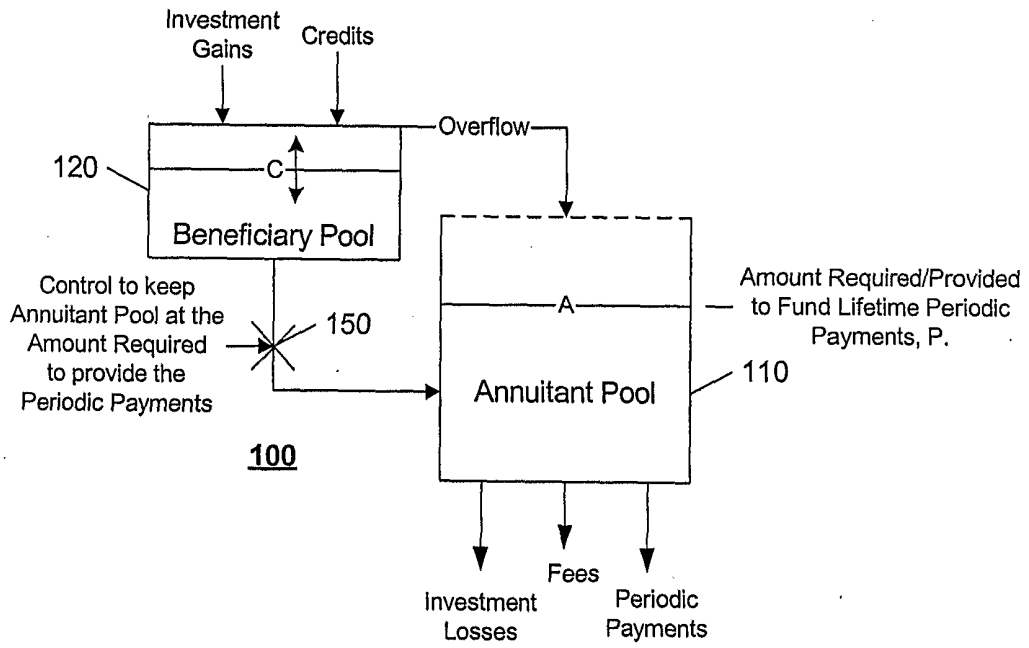 Investment
Gains
Credits
Overflow
120
C
Beneficiary Pool
Control to keep
Annuitant Pool at the
Amount Required
to provide the
Periodic Payments
150
A
Amount Required/Provided
to Fund Lifetime Periodic
Payments, P.
Annuitant Pool
110
100
Investment
Losses
Fees
Periodic
Payments